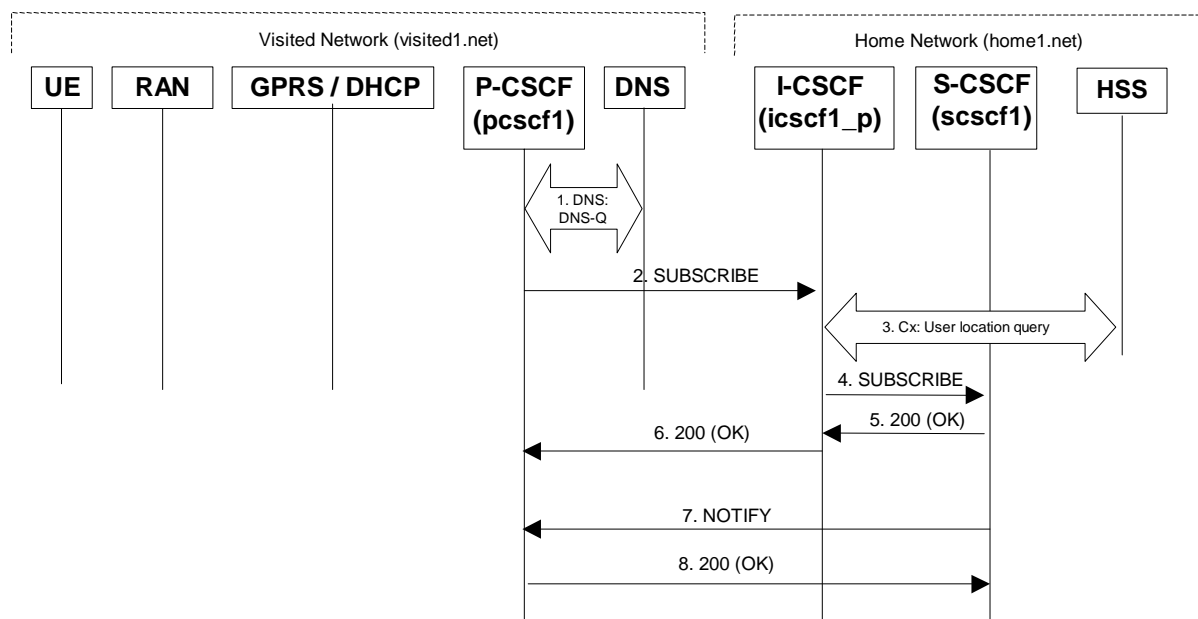 Visited Network (visited1.net)
Home Network (home1.net)
UE
RAN
GPRS / DHCP
P-CSCF
(pcscf1)
DNS
I-CSCF
(icscf1_p)
S-CSCF
(scscf1)
HSS
1. DNS:
DNS-Q
2. SUBSCRIBE
3. Cx: User location query
4. SUBSCRIBE
5. 200 (OK)
6. 200 (OK)
7. NOTIFY
8. 200 (OK)